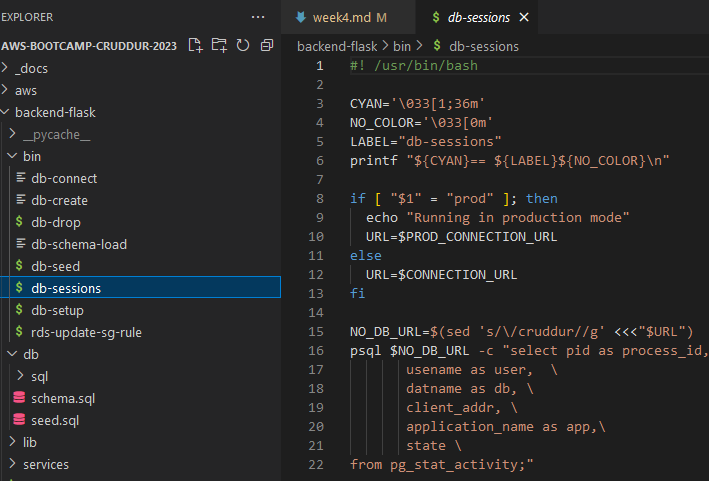 EXPLORER ...
AWS-BOOTCAMP-CRUDDUR-2023
_docs
aws
backend-flask
__pycache__
bin
db-connect
db-create
db-drop
db-schema-load
db-seed
db-sessions
db-setup
rds-update-sg-rule
db
sql
schema.sql
seed.sql
lib
services
week4.md M
db-sessions
backend-flask > bin > $ db-sessions
1 #! /usr/bin/bash
2
3 CYAN='\033[1;36m'
4 NO_COLOR='\033[0m'
5 LABEL="db-sessions"
6 printf "${CYAN}== ${LABEL}${NO_COLOR}\n"
7
8 if [ "$1" = "prod" ]; then
9 echo "Running in production mode"
10 URL=$PROD_CONNECTION_URL
11 else
12 URL=$CONNECTION_URL
13 fi
14
15 NO_DB_URL=$(sed 's/\/cruddur//g' <<<"$URL")
16 psql $NO_DB_URL -c "select pid as process_id,
17 usename as user, \
18 datname as db, \
19 client_addr, \
20 application_name as app,\
21 state \
22 from pg_stat_activity;"